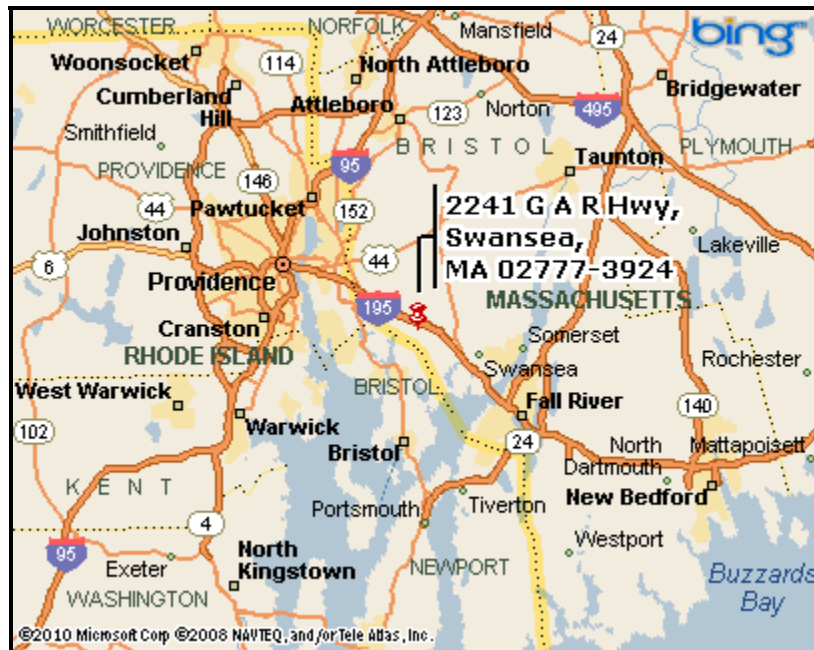 WORCESTER
NORFOLK
Mansfield
24
bing
Woonsocket
114
North Attleboro
Bridgewater
Cumberland
Hill
Attleboro
123
Norton
495
Smithfield
BRISTOL
PLYMOUTH
PROVIDENCE
95
Taunton
146
44
Pawtucket
152
2241 G A R Hwy,
Swansea,
MA 02777-3924
Johnston
Lakeville
6
44
Providence
195
MASSACHUSETTS
Cranston
Somerset
RHODE ISLAND
Swansea
Rochester
West Warwick
BRISTOL
Fall River
140
Warwick
102
Bristol
24
North
Dartmouth
Mattapoisett
KENT
Portsmouth
Tiverton
New Bedford
4
95
Exeter
North
Kingstown
NEWPORT
Westport
Buzzards
Bay
WASHINGTON
©2010 Microsoft Corp ©2008 NAVTEQ, and/or Tele Atlas, Inc.